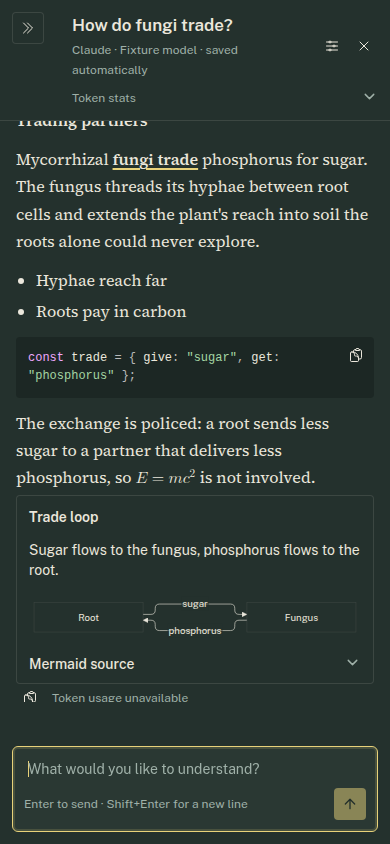 How do fungi trade?
Claude · Fixture model · saved
automatically
Token stats
Trading partners
Mycorrhizal fungi trade phosphorus for sugar.
The fungus threads its hyphae between root
cells and extends the plant's reach into soil the
roots alone could never explore.
• Hyphae reach far
• Roots pay in carbon
const trade = { give: "sugar", get:
"phosphorus" };
The exchange is policed: a root sends less
sugar to a partner that delivers less
phosphorus, so E = mc² is not involved.
Trade loop
Sugar flows to the fungus, phosphorus flows to the
root.
sugar
Root Fungus
phosphorus
Mermaid source
Token usage unavailable
What would you like to understand?
Enter to send · Shift+Enter for a new line